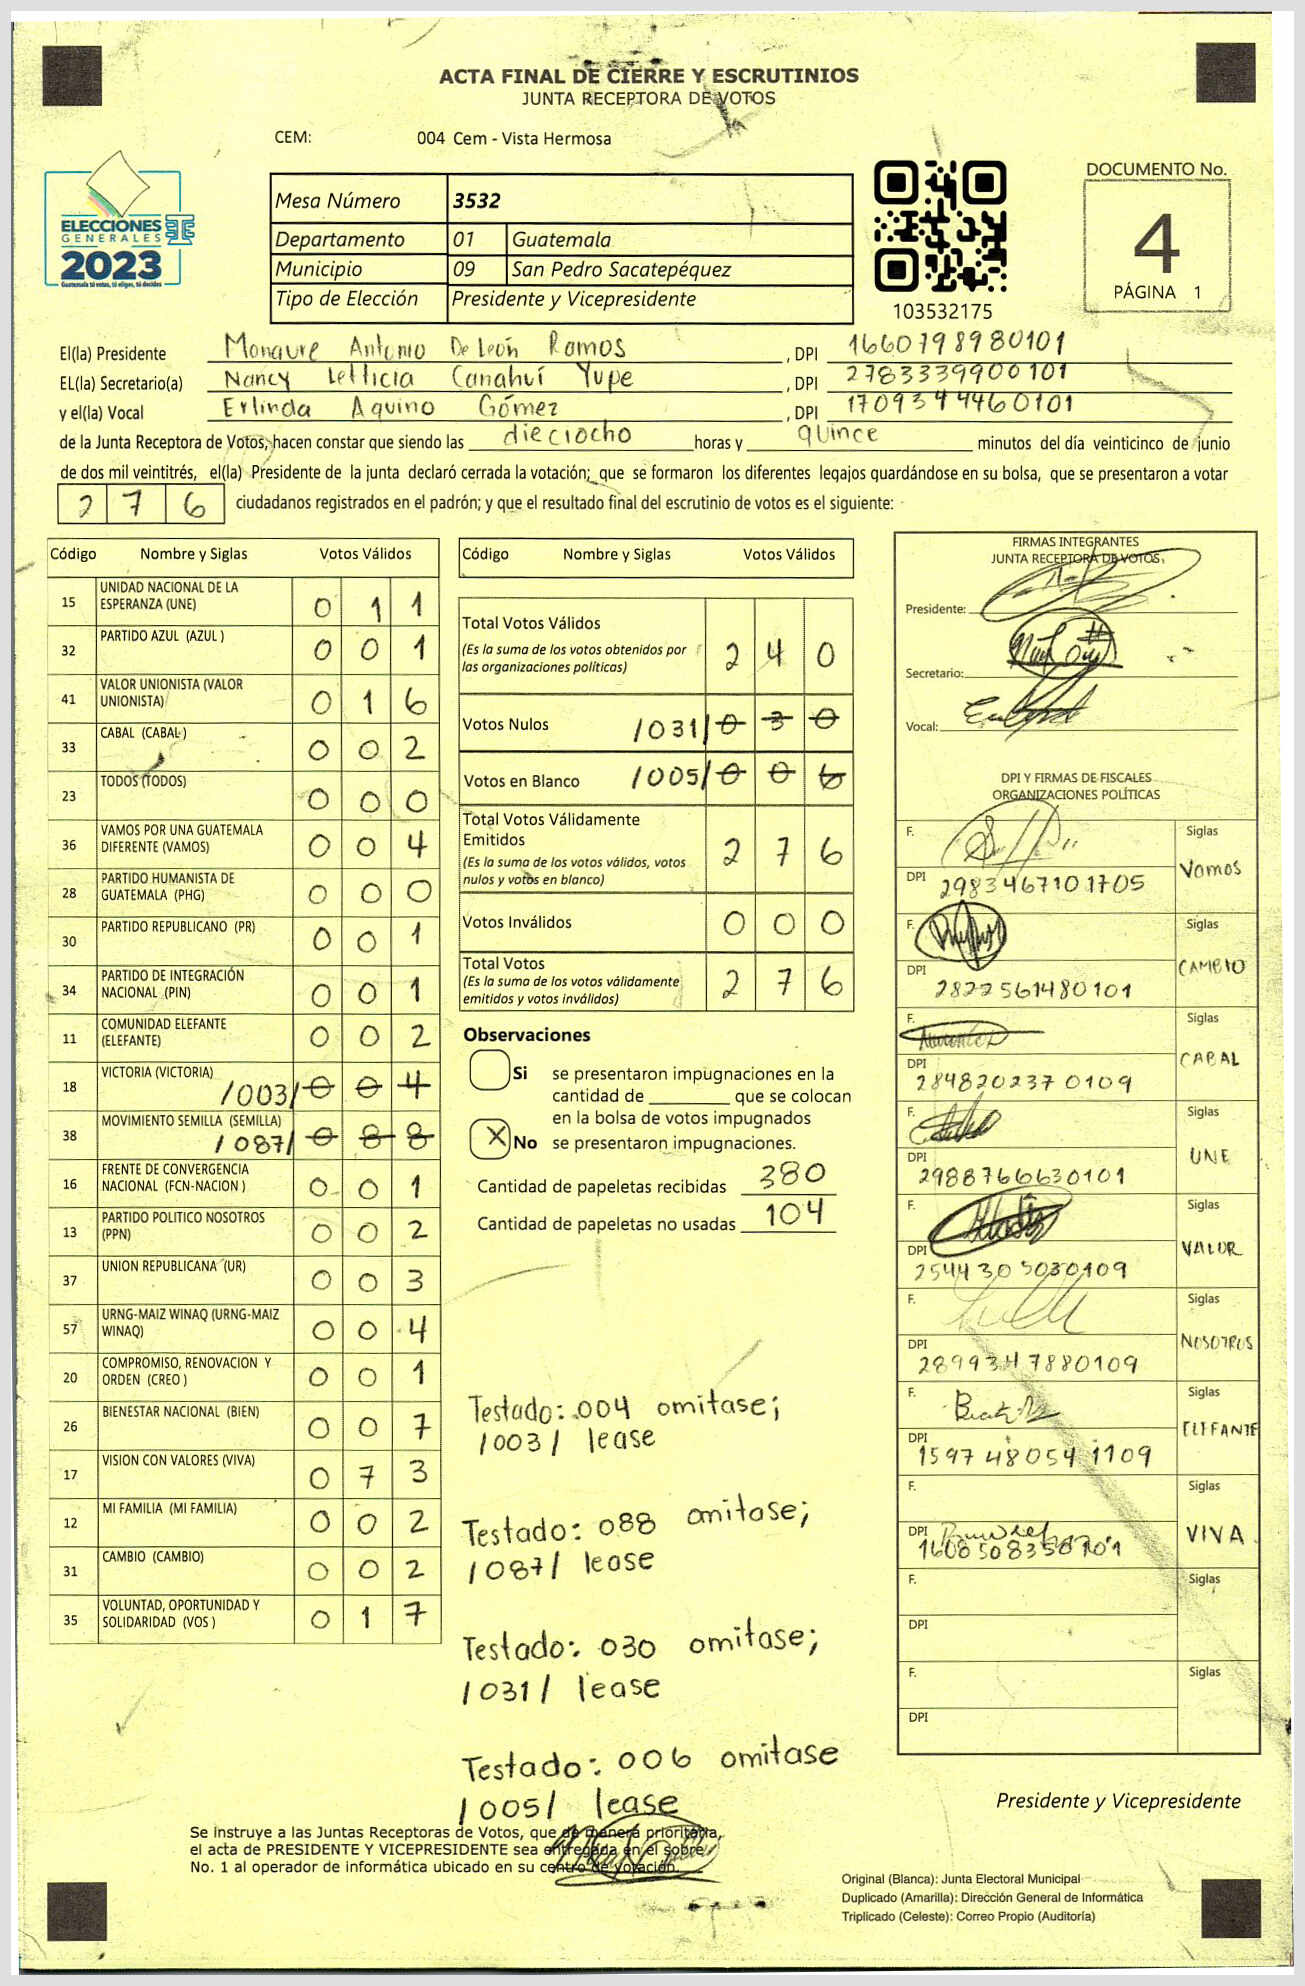 ACTA FINAL DE CIERRE Y ESCRUTINIOS
JUNTA RECEPTORA DE VOTOS
CEM: 004 Cem - Vista Hermosa
ELECCIONES
GENERALES
2023
Guatemala tú votas, tú eliges, tú decides
Mesa Número 3532
Departamento 01 Guatemala
Municipio 09 San Pedro Sacatepéquez
Tipo de Elección Presidente y Vicepresidente
103532175
DOCUMENTO No.
4
PÁGINA 1
El(la) Presidente Antonio De León Ramos, DPI 1660798980101
EL(la) Secretario(a) Nancy Letticia Canahuí Yupe, DPI 2783339900101
y el(la) Vocal Erlinda Aquino Gómez, DPI 1709344460101
de la Junta Receptora de Votos, hacen constar que siendo las dieciocho horas y quince minutos del día veinticinco de junio
de dos mil veintitrés, el(la) Presidente de la junta declaró cerrada la votación; que se formaron los diferentes legajos quardándose en su bolsa, que se presentaron a votar
276 ciudadanos registrados en el padrón; y que el resultado final del escrutinio de votos es el siguiente:
Código Nombre y Siglas Votos Válidos
15 UNIDAD NACIONAL DE LA ESPERANZA (UNE) 0 1 1
32 PARTIDO AZUL (AZUL ) 0 0 1
41 VALOR UNIONISTA (VALOR UNIONISTA) 0 1 6
33 CABAL (CABAL ) 0 0 2
23 TODOS (TODOS) 0 0 0
36 VAMOS POR UNA GUATEMALA DIFERENTE (VAMOS) 0 0 4
28 PARTIDO HUMANISTA DE GUATEMALA (PHG) 0 0 0
30 PARTIDO REPUBLICANO (PR) 0 0 1
34 PARTIDO DE INTEGRACIÓN NACIONAL (PIN) 0 0 1
11 COMUNIDAD ELEFANTE (ELEFANTE) 0 0 2
18 VICTORIA (VICTORIA) /003/ 0 0 4
38 MOVIMIENTO SEMILLA (SEMILLA) /087/ 0 8 8
16 FRENTE DE CONVERGENCIA NACIONAL (FCN-NACION ) 0 0 1
13 PARTIDO POLITICO NOSOTROS (PPN) 0 0 2
37 UNION REPUBLICANA (UR) 0 0 3
57 URNG-MAIZ WINAQ (URNG-MAIZ WINAQ) 0 0 4
20 COMPROMISO, RENOVACION Y ORDEN (CREO ) 0 0 1
26 BIENESTAR NACIONAL (BIEN) 0 0 7
17 VISION CON VALORES (VIVA) 0 7 3
12 MI FAMILIA (MI FAMILIA) 0 0 2
31 CAMBIO (CAMBIO) 0 0 2
35 VOLUNTAD, OPORTUNIDAD Y SOLIDARIDAD (VOS ) 0 1 7
Código Nombre y Siglas Votos Válidos
Total Votos Válidos 2 4 0
(Es la suma de los votos obtenidos por
las organizaciones políticas)
Votos Nulos /031/ 0 3 0
Votos en Blanco /005/ 0 0 6
Total Votos Válidamente
Emitidos 2 7 6
(Es la suma de los votos válidos, votos
nulos y votos en blanco)
Votos Inválidos 0 0 0
Total Votos 2 7 6
(Es la suma de los votos válidamente
emitidos y votos inválidos)
Observaciones
Si se presentaron impugnaciones en la
cantidad de ________ que se colocan
en la bolsa de votos impugnados
X No se presentaron impugnaciones.
Cantidad de papeletas recibidas 380
Cantidad de papeletas no usadas 104
Testado: 004 omitase;
/003/ lease
Testado: 088 omitase;
/087/ lease
Testado: 030 omitase;
/031/ lease
Testado: 006 omitase
/005/ lease
FIRMAS INTEGRANTES
JUNTA RECEPTORA DE VOTOS
Presidente:
Secretario:
Vocal:
DPI Y FIRMAS DE FISCALES
ORGANIZACIONES POLÍTICAS
F. Siglas
DPI 2983467101705 Vamos
F. Siglas
DPI 2822561480101 CAMBIO
F. Siglas
DPI 2848202370109 CABAL
F. Siglas
DPI 2988766630101 UNE
F. Siglas
DPI 2544305030109 VALOR
F. Siglas
DPI 2899347880109 NOSOTROS
F. Siglas
DPI 1597480541109 ELEFANTE
F. Siglas
DPI VIVA
F. Siglas
DPI
F. Siglas
DPI
Presidente y Vicepresidente
Se instruye a las Juntas Receptoras de Votos, que de manera prioritaria,
el acta de PRESIDENTE Y VICEPRESIDENTE sea entregada en el sobre
No. 1 al operador de informática ubicado en su centro de votación.
Original (Blanca): Junta Electoral Municipal
Duplicado (Amarilla): Dirección General de Informática
Triplicado (Celeste): Correo Propio (Auditoría)